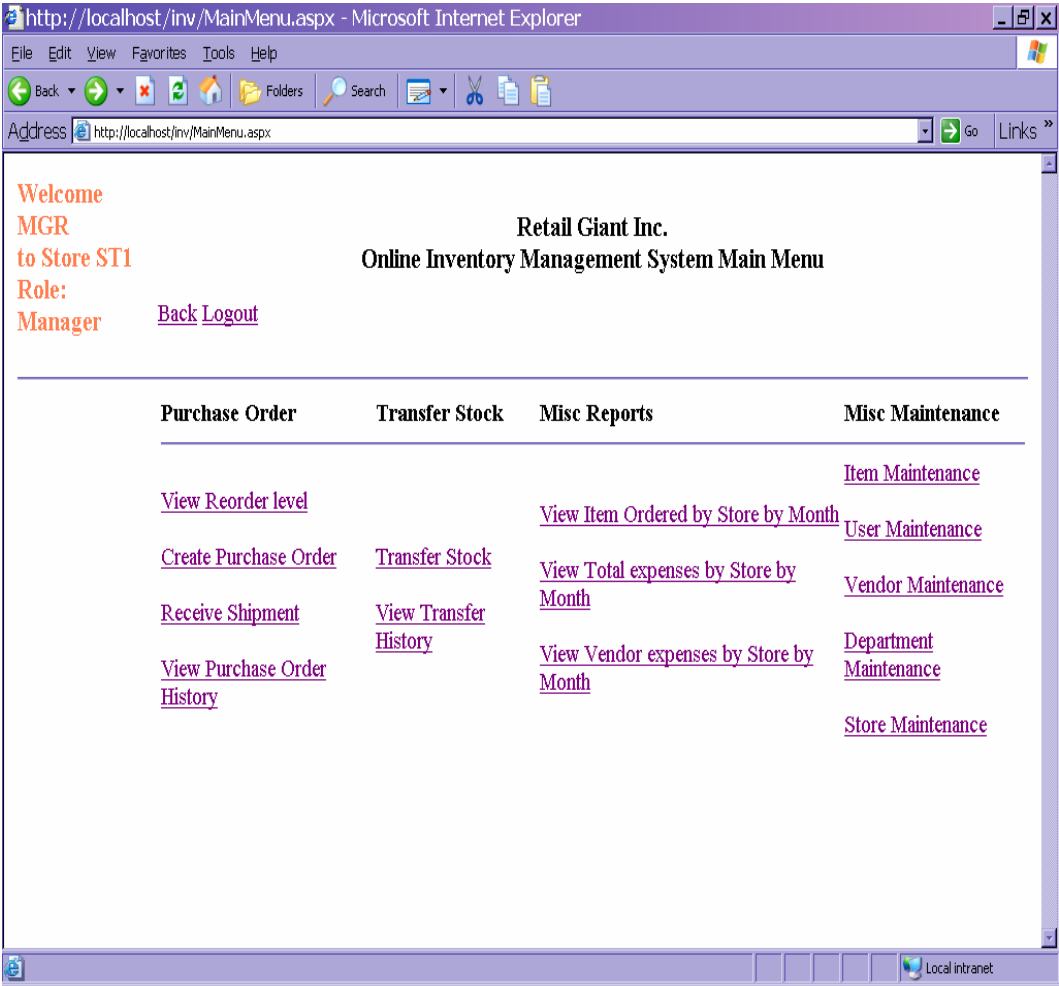 http://localhost/inv/MainMenu.aspx - Microsoft Internet Explorer
File Edit View Favorites Tools Help
Back Folders Search
Address http://localhost/inv/MainMenu.aspx Go Links »
Welcome
MGR
to Store ST1
Role:
Manager
Retail Giant Inc.
Online Inventory Management System Main Menu
Back Logout
Purchase Order Transfer Stock Misc Reports Misc Maintenance
View Reorder level
Create Purchase Order
Receive Shipment
View Purchase Order
History
Transfer Stock
View Transfer
History
View Item Ordered by Store by Month
View Total expenses by Store by
Month
View Vendor expenses by Store by
Month
Item Maintenance
User Maintenance
Vendor Maintenance
Department
Maintenance
Store Maintenance
Local intranet